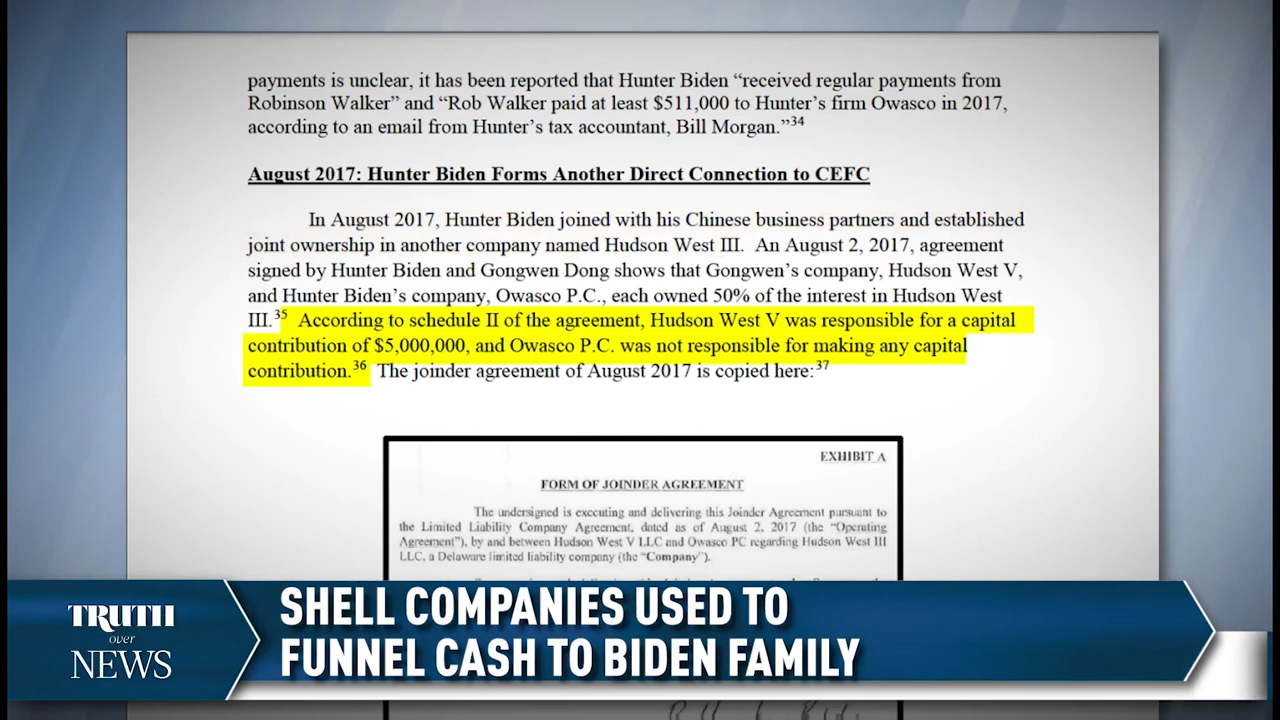 payments is unclear, it has been reported that Hunter Biden “received regular payments from
Robinson Walker” and “Rob Walker paid at least $511,000 to Hunter’s firm Owasco in 2017,
according to an email from Hunter’s tax accountant, Bill Morgan.”34
August 2017: Hunter Biden Forms Another Direct Connection to CEFC
In August 2017, Hunter Biden joined with his Chinese business partners and established
joint ownership in another company named Hudson West III. An August 2, 2017, agreement
signed by Hunter Biden and Gongwen Dong shows that Gongwen’s company, Hudson West V,
and Hunter Biden’s company, Owasco P.C., each owned 50% of the interest in Hudson West
III.35 According to schedule II of the agreement, Hudson West V was responsible for a capital
contribution of $5,000,000, and Owasco P.C. was not responsible for making any capital
contribution.36 The joinder agreement of August 2017 is copied here:37
EXHIBIT A
FORM OF JOINDER AGREEMENT
The undersigned is executing and delivering this Joinder Agreement pursuant to
the Limited Liability Company Agreement, dated as of August 2, 2017 (the “Operating
Agreement”), by and between Hudson West V LLC and Owasco PC regarding Hudson West III
LLC, a Delaware limited liability company (the “Company”).
TRUTH
over
NEWS
SHELL COMPANIES USED TO
FUNNEL CASH TO BIDEN FAMILY